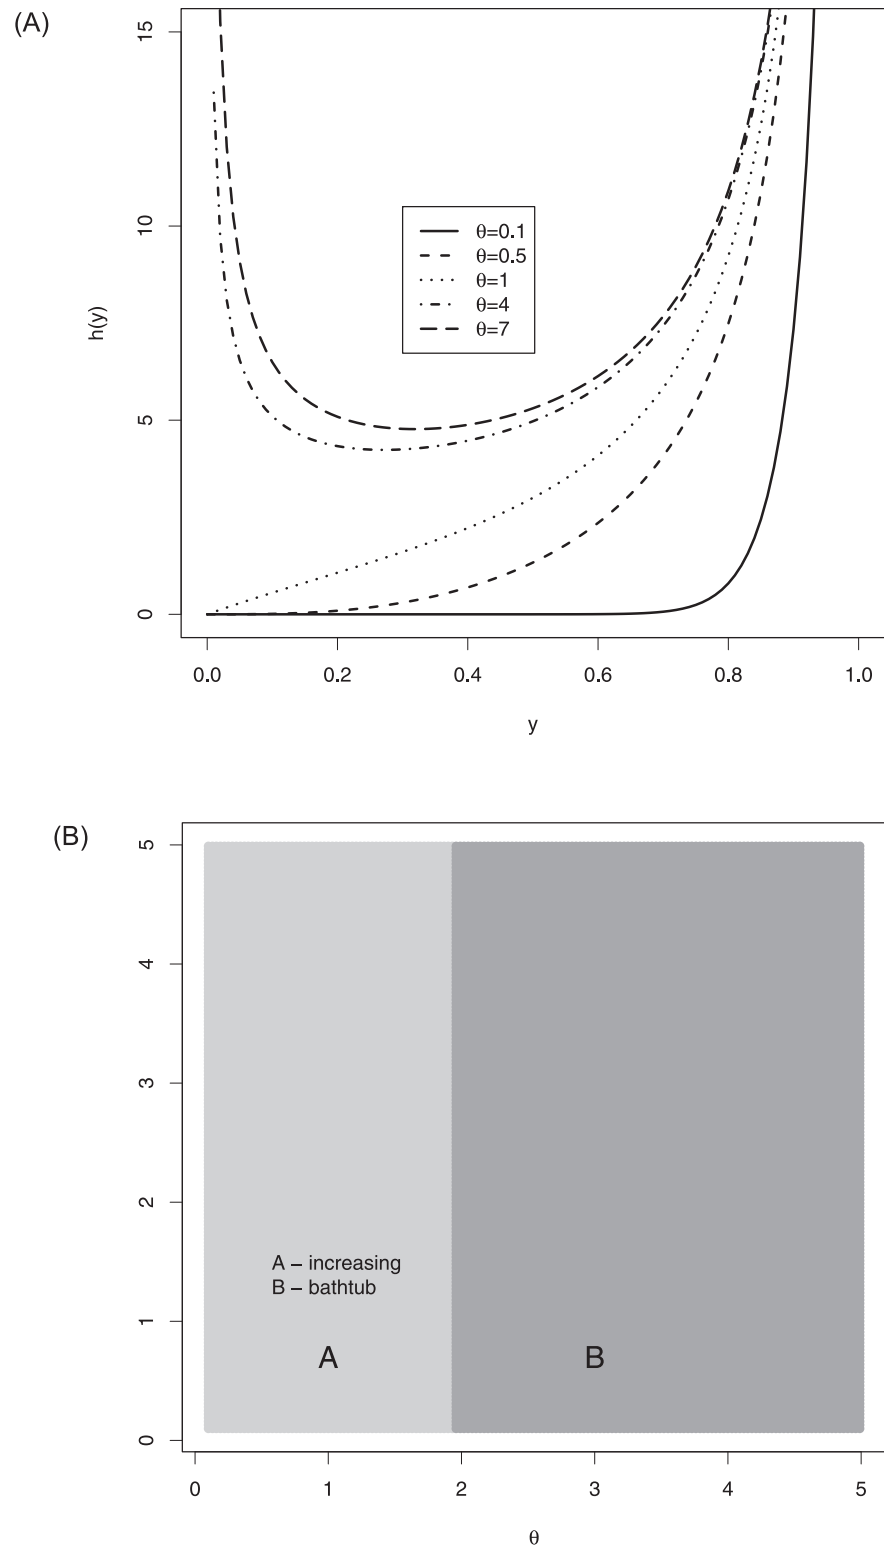 (A)
15
10
5
0
h(y)
θ=0.1
θ=0.5
θ=1
θ=4
θ=7
0.0 0.2 0.4 0.6 0.8 1.0
y
(B)
5
4
3
2
1
0
A – increasing
B – bathtub
A B
0 1 2 3 4 5
θ